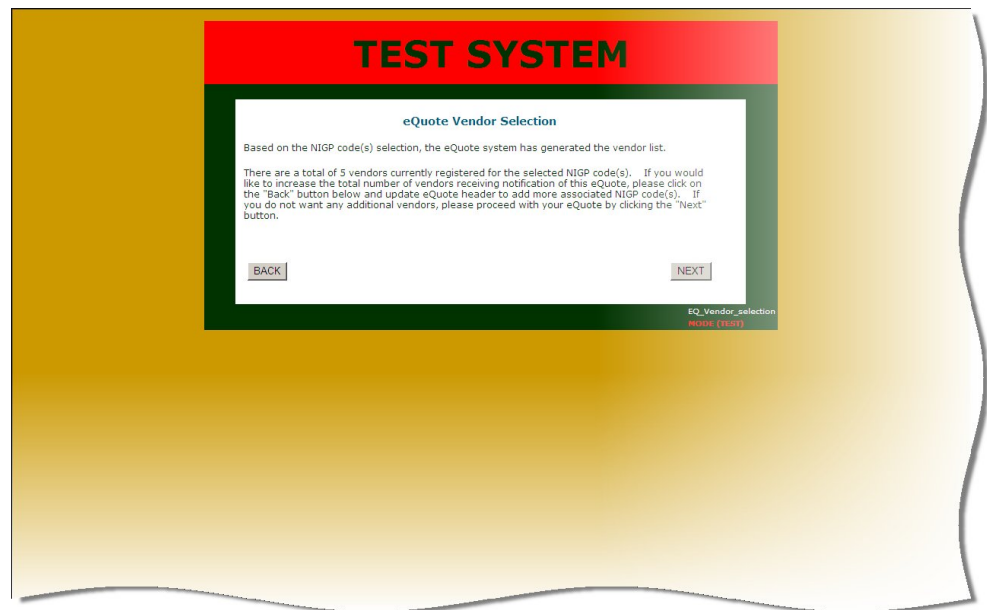 TEST SYSTEM
eQuote Vendor Selection
Based on the NIGP code(s) selection, the eQuote system has generated the vendor list.
There are a total of 5 vendors currently registered for the selected NIGP code(s). If you would
like to increase the total number of vendors receiving notification of this eQuote, please click on
the "Back" button below and update eQuote header to add more associated NIGP code(s). If
you do not want any additional vendors, please proceed with your eQuote by clicking the "Next"
button.
BACK
NEXT
EQ_Vendor_selection
MODE (TEST)